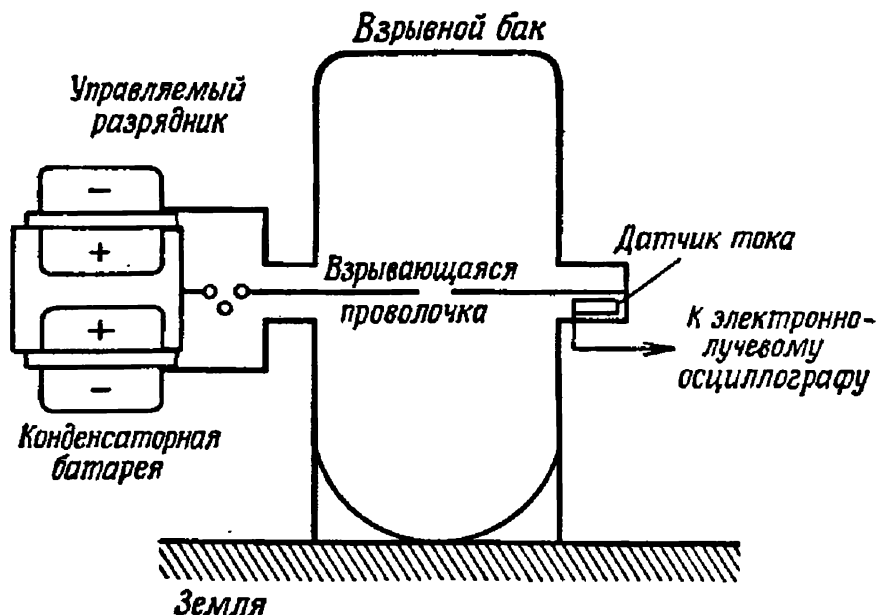 Взрывной бак
Управляемый
разрядник
−
+
+
−
Взрывающаяся
проволочка
Датчик тока
К электронно-
лучевому
осциллографу
Конденсаторная
батарея
Земля